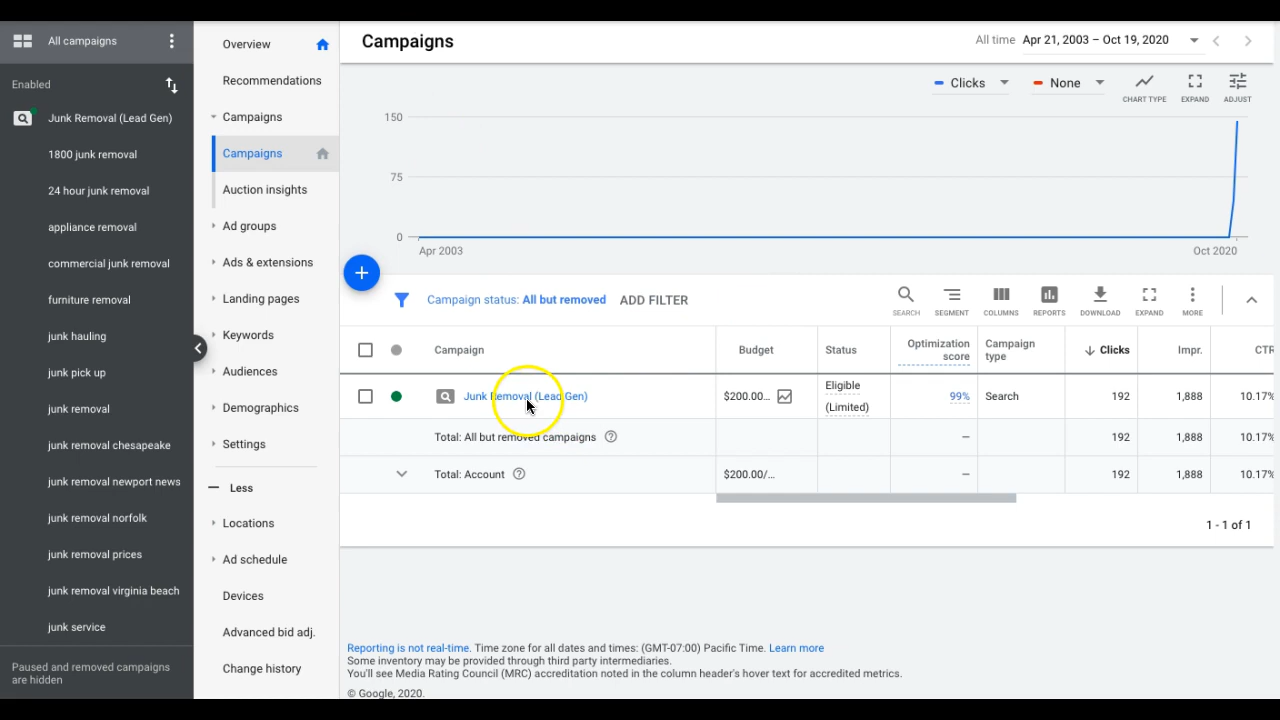 All campaigns
Enabled
Junk Removal (Lead Gen)
1800 junk removal
24 hour junk removal
appliance removal
commercial junk removal
furniture removal
junk hauling
junk pick up
junk removal
junk removal chesapeake
junk removal newport news
junk removal norfolk
junk removal prices
junk removal virginia beach
junk service
Paused and removed campaigns
are hidden
Overview
Recommendations
Campaigns
Campaigns
Auction insights
Ad groups
Ads & extensions
Landing pages
Keywords
Audiences
Demographics
Settings
Less
Locations
Ad schedule
Devices
Advanced bid adj.
Change history
Campaigns
All time Apr 21, 2003 – Oct 19, 2020
Clicks
None
CHART TYPE
EXPAND
ADJUST
150
75
0
Apr 2003
Oct 2020
Campaign status: All but removed
ADD FILTER
SEARCH
SEGMENT
COLUMNS
REPORTS
DOWNLOAD
EXPAND
MORE
Campaign
Budget
Status
Optimization
score
Campaign
type
Clicks
Impr.
CTR
Junk Removal (Lead Gen)
$200.00...
Eligible
(Limited)
99%
Search
192
1,888
10.17%
Total: All but removed campaigns
–
192
1,888
10.17%
Total: Account
$200.00/...
–
192
1,888
10.17%
1 - 1 of 1
Reporting is not real-time. Time zone for all dates and times: (GMT-07:00) Pacific Time. Learn more
Some inventory may be provided through third party intermediaries.
You'll see Media Rating Council (MRC) accreditation noted in the column header's hover text for accredited metrics.
© Google, 2020.